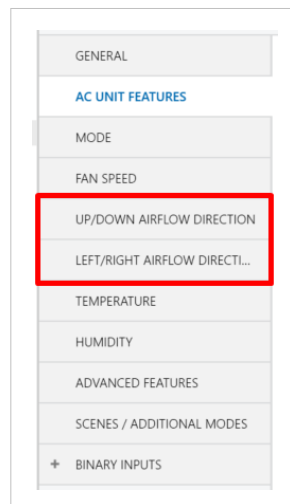 GENERAL
AC UNIT FEATURES
MODE
FAN SPEED
UP/DOWN AIRFLOW DIRECTION
LEFT/RIGHT AIRFLOW DIRECTI...
TEMPERATURE
HUMIDITY
ADVANCED FEATURES
SCENES / ADDITIONAL MODES
+ BINARY INPUTS